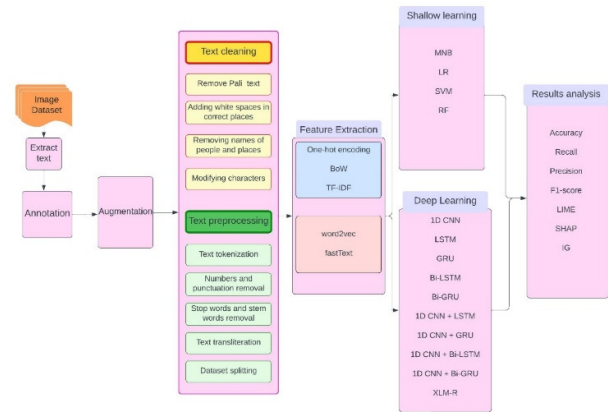 Image
Dataset
Extract
text
Annotation
Augmentation
Text cleaning
Remove Pali text
Adding white spaces in
correct places
Removing names of
people and places
Modifying characters
Text preprocessing
Text tokenization
Numbers and
punctuation removal
Stop words and stem
words removal
Text transliteration
Dataset splitting
Feature Extraction
One-hot encoding
BoW
TF-IDF
word2vec
fastText
Shallow learning
MNB
LR
SVM
RF
Deep Learning
1D CNN
LSTM
GRU
Bi-LSTM
Bi-GRU
1D CNN + LSTM
1D CNN + GRU
1D CNN + Bi-LSTM
1D CNN + Bi-GRU
XLM-R
Results analysis
Accuracy
Recall
Precision
F1-score
LIME
SHAP
IG